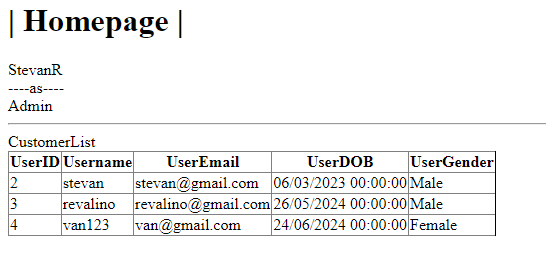 | Homepage |
StevanR
----as----
Admin
CustomerList
UserID Username UserEmail UserDOB UserGender
2 stevan stevan@gmail.com 06/03/2023 00:00:00 Male
3 revalino revalino@gmail.com 26/05/2024 00:00:00 Male
4 van123 van@gmail.com 24/06/2024 00:00:00 Female